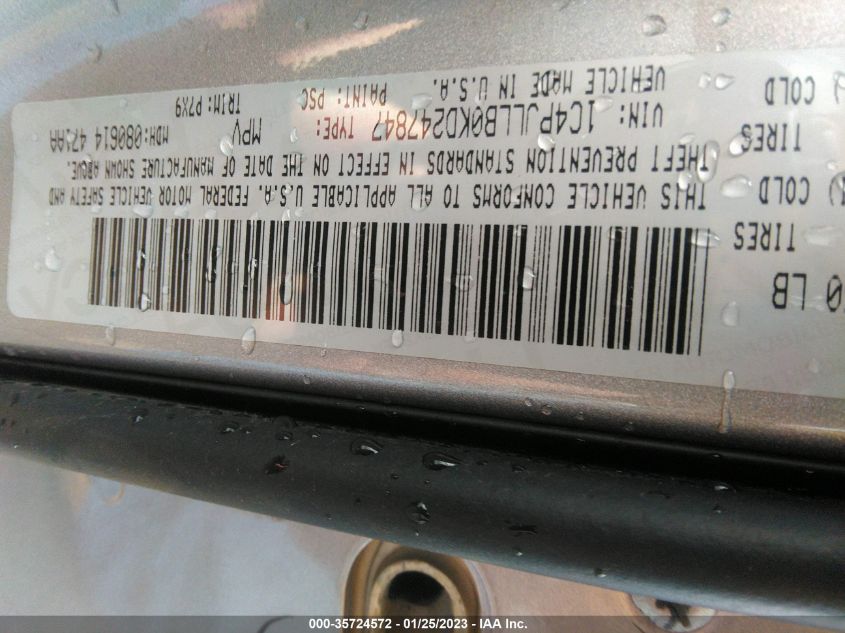 THIS VEHICLE CONFORMS TO ALL APPLICABLE U.S.A. FEDERAL MOTOR VEHICLE SAFETY AND
THEFT PREVENTION STANDARDS IN EFFECT ON THE DATE OF MANUFACTURE SHOWN ABOVE.
VIN: 1C4PJLLB0KD247847 TYPE: MPV MDH:080614 475AA
VEHICLE MADE IN U.S.A. PAINT: PSC TRIM: P7X9
0 LB
TIRES
COLD
TIRES
COLD
000-35724572 — 01/25/2023 — IAA Inc.